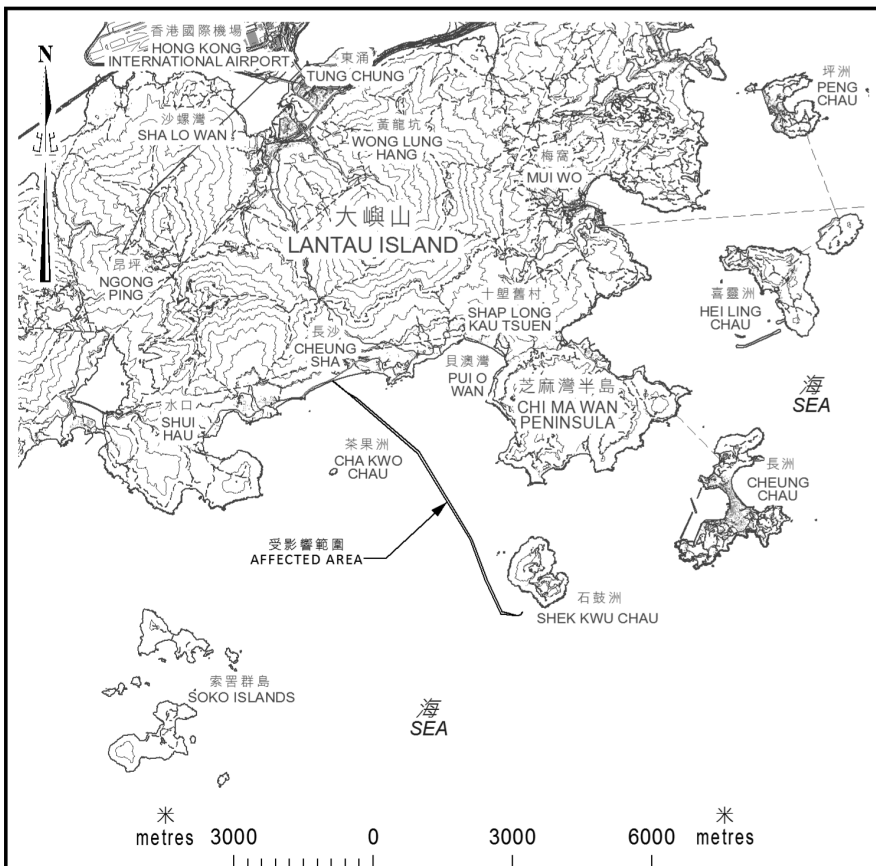 香港國際機場
HONG KONG
INTERNATIONAL AIRPORT
N
東涌
TUNG CHUNG
坪洲
PENG
CHAU
沙螺灣
SHA LO WAN
黃龍坑
WONG LUNG
HANG
梅窩
MUI WO
大嶼山
LANTAU ISLAND
昂坪
NGONG
PING
十塱舊村
SHAP LONG
KAU TSUEN
喜靈洲
HEI LING
CHAU
長沙
CHEUNG
SHA
貝澳灣
PUI O
WAN
芝麻灣半島
CHI MA WAN
PENINSULA
海
SEA
水口
SHUI
HAU
茶果洲
CHA KWO
CHAU
長洲
CHEUNG
CHAU
受影響範圍
AFFECTED AREA
石鼓洲
SHEK KWU CHAU
索罟群島
SOKO ISLANDS
海
SEA
米 米
metres 3000 0 3000 6000 metres